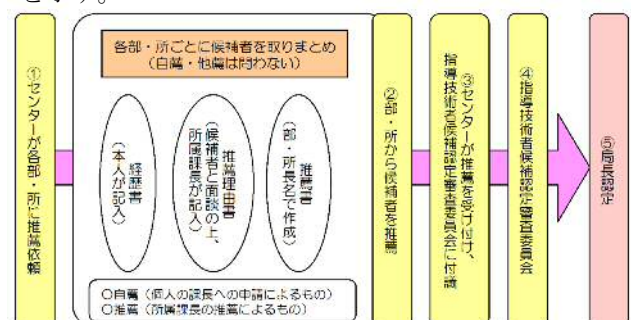 ①センターが各部・所に推薦依頼
各部・所ごとに候補者を取りまとめ
(自薦・他薦は問わない)
経歴書
(本人が記入)
推薦理由書
(候補者と面談の上、
所属課長が記入)
推薦書
(部・所長名で作成)
〇自薦(個人の課長への申請によるもの)
〇推薦(所属課長の推薦によるもの)
②部・所から候補者を推薦
③センターが推薦を受け付け、
指導技術者候補認定審査委員会に付議
④指導技術者候補認定審査委員会
⑤局長認定